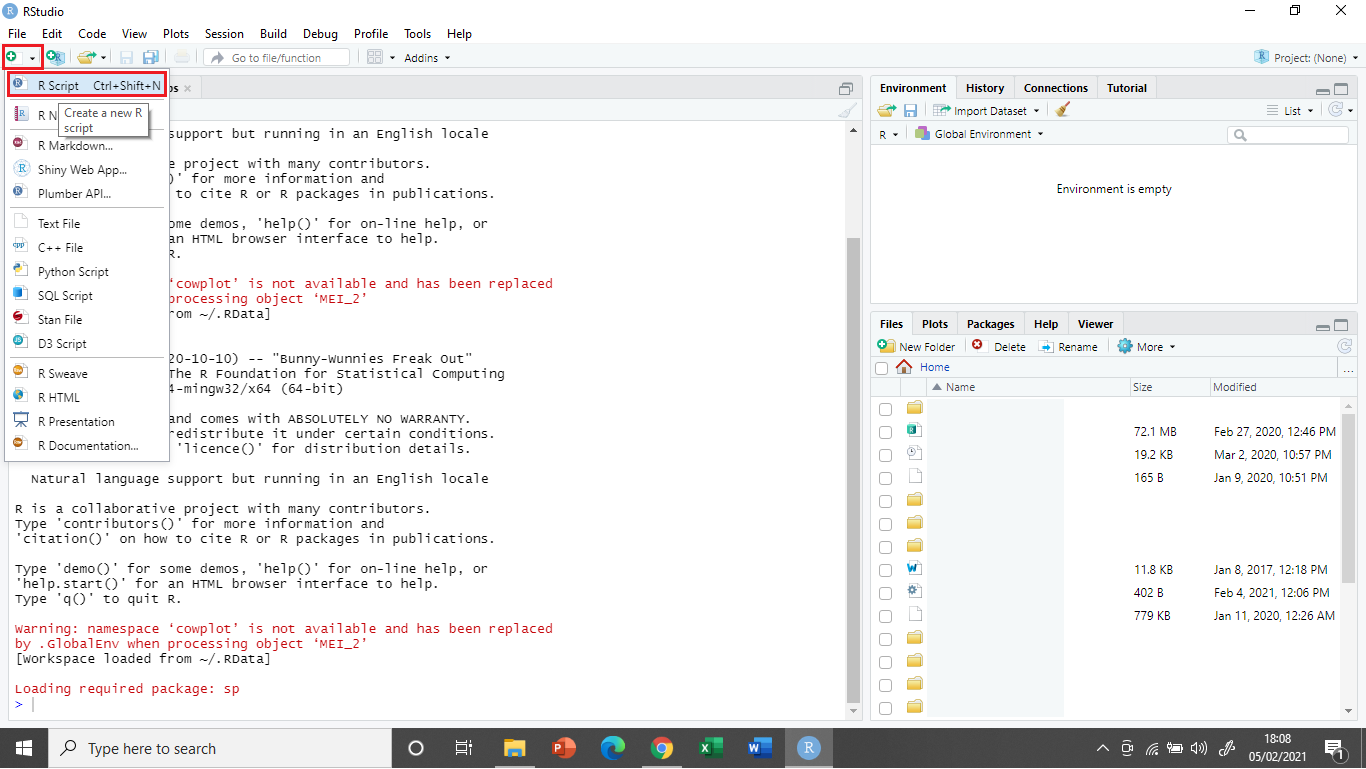 RStudio
File Edit Code View Plots Session Build Debug Profile Tools Help
Go to file/function
Addins
Project: (None)
R Script Ctrl+Shift+N
R N
Create a new R
script
R Markdown...
Shiny Web App...
Plumber API...
Text File
C++ File
Python Script
SQL Script
Stan File
D3 Script
R Sweave
R HTML
R Presentation
R Documentation...
bs
support but running in an English locale
e project with many contributors.
)' for more information and
to cite R or R packages in publications.
ome demos, 'help()' for on-line help, or
an HTML browser interface to help.
R.
‘cowplot’ is not available and has been replaced
processing object ‘MEI_2’
rom ~/.RData]
20-10-10) -- "Bunny-Wunnies Freak Out"
The R Foundation for Statistical Computing
4-mingw32/x64 (64-bit)
and comes with ABSOLUTELY NO WARRANTY.
redistribute it under certain conditions.
'licence()' for distribution details.
Natural language support but running in an English locale
R is a collaborative project with many contributors.
Type 'contributors()' for more information and
'citation()' on how to cite R or R packages in publications.
Type 'demo()' for some demos, 'help()' for on-line help, or
'help.start()' for an HTML browser interface to help.
Type 'q()' to quit R.
Warning: namespace ‘cowplot’ is not available and has been replaced
by .GlobalEnv when processing object ‘MEI_2’
[Workspace loaded from ~/.RData]
Loading required package: sp
>
Environment History Connections Tutorial
Import Dataset
List
R
Global Environment
Environment is empty
Files Plots Packages Help Viewer
New Folder Delete Rename More
Home
...
Name Size Modified
72.1 MB Feb 27, 2020, 12:46 PM
19.2 KB Mar 2, 2020, 10:57 PM
165 B Jan 9, 2020, 10:51 PM
11.8 KB Jan 8, 2017, 12:18 PM
402 B Feb 4, 2021, 12:06 PM
779 KB Jan 11, 2020, 12:26 AM
Type here to search
18:08
05/02/2021
1